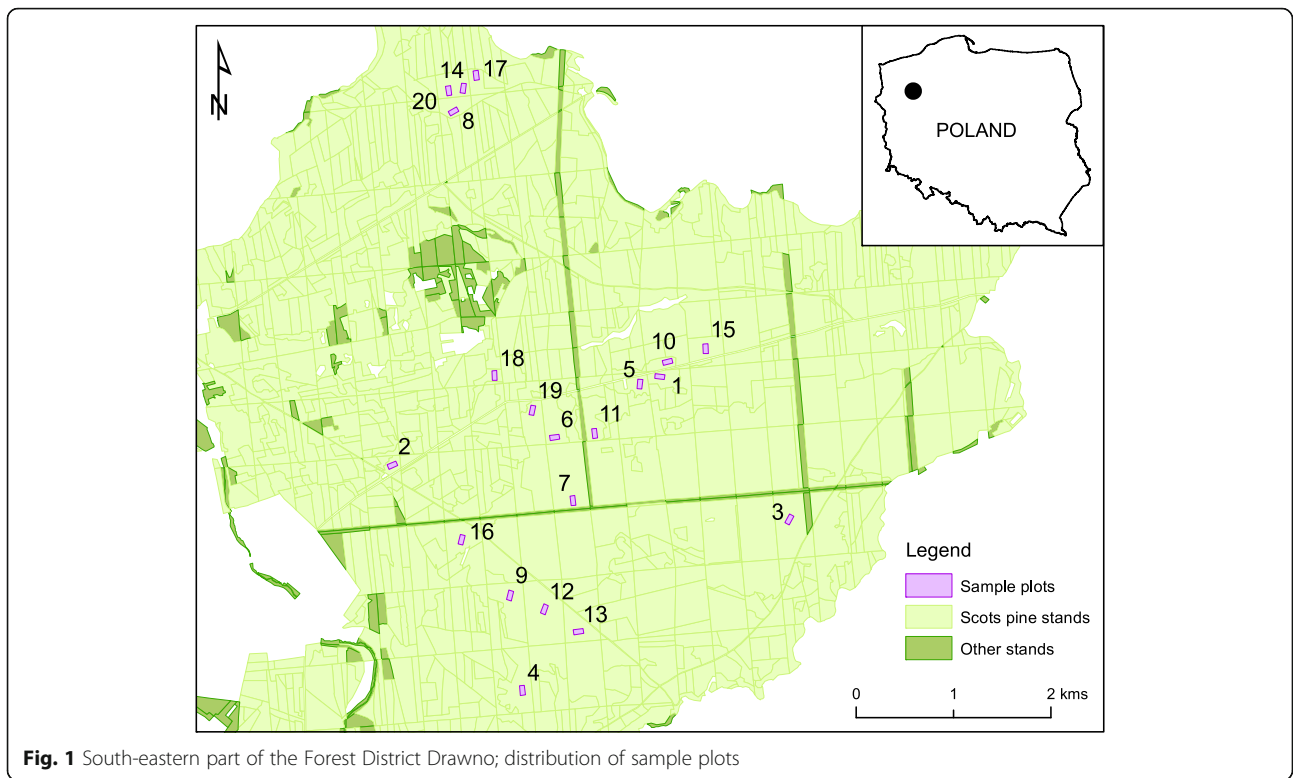 N
POLAND
14 17
20
8
15
10
18
5
1
19
6 11
2
7
3
16
9
12
13
4
Legend
Sample plots
Scots pine stands
Other stands
0 1 2 kms
Fig. 1 South-eastern part of the Forest District Drawno; distribution of sample plots